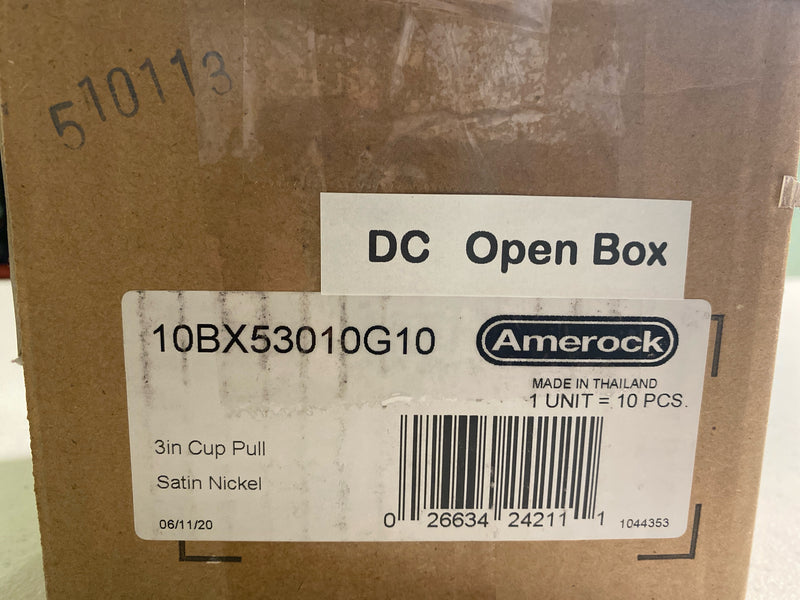 510113
DC Open Box
10BX53010G10
Amerock
MADE IN THAILAND
1 UNIT = 10 PCS.
3in Cup Pull
Satin Nickel
06/11/20
0 26634 24211 1
1044353